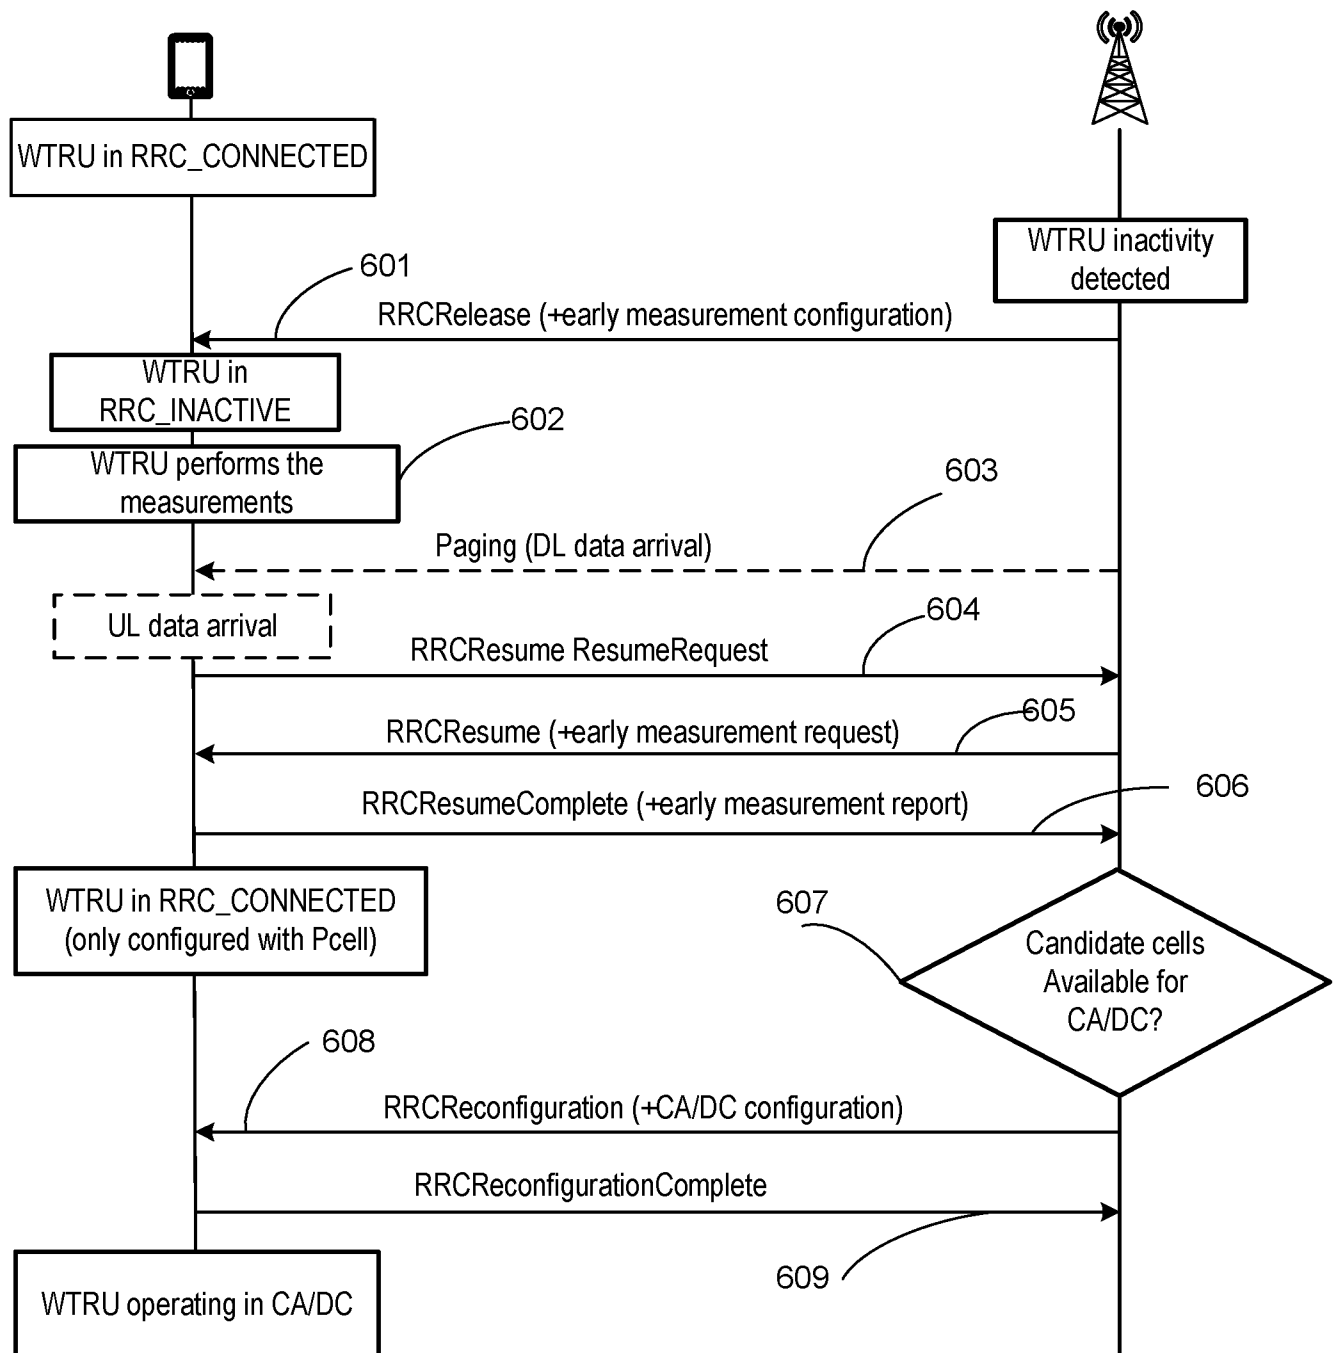 WTRU in RRC_CONNECTED
WTRU inactivity
detected
601
RRCRelease (+early measurement configuration)
WTRU in
RRC_INACTIVE
602
WTRU performs the
measurements
603
Paging (DL data arrival)
604
UL data arrival
RRCResume ResumeRequest
605
RRCResume (+early measurement request)
606
RRCResumeComplete (+early measurement report)
WTRU in RRC_CONNECTED
(only configured with Pcell)
607
Candidate cells
Available for
CA/DC?
608
RRCReconfiguration (+CA/DC configuration)
RRCReconfigurationComplete
609
WTRU operating in CA/DC